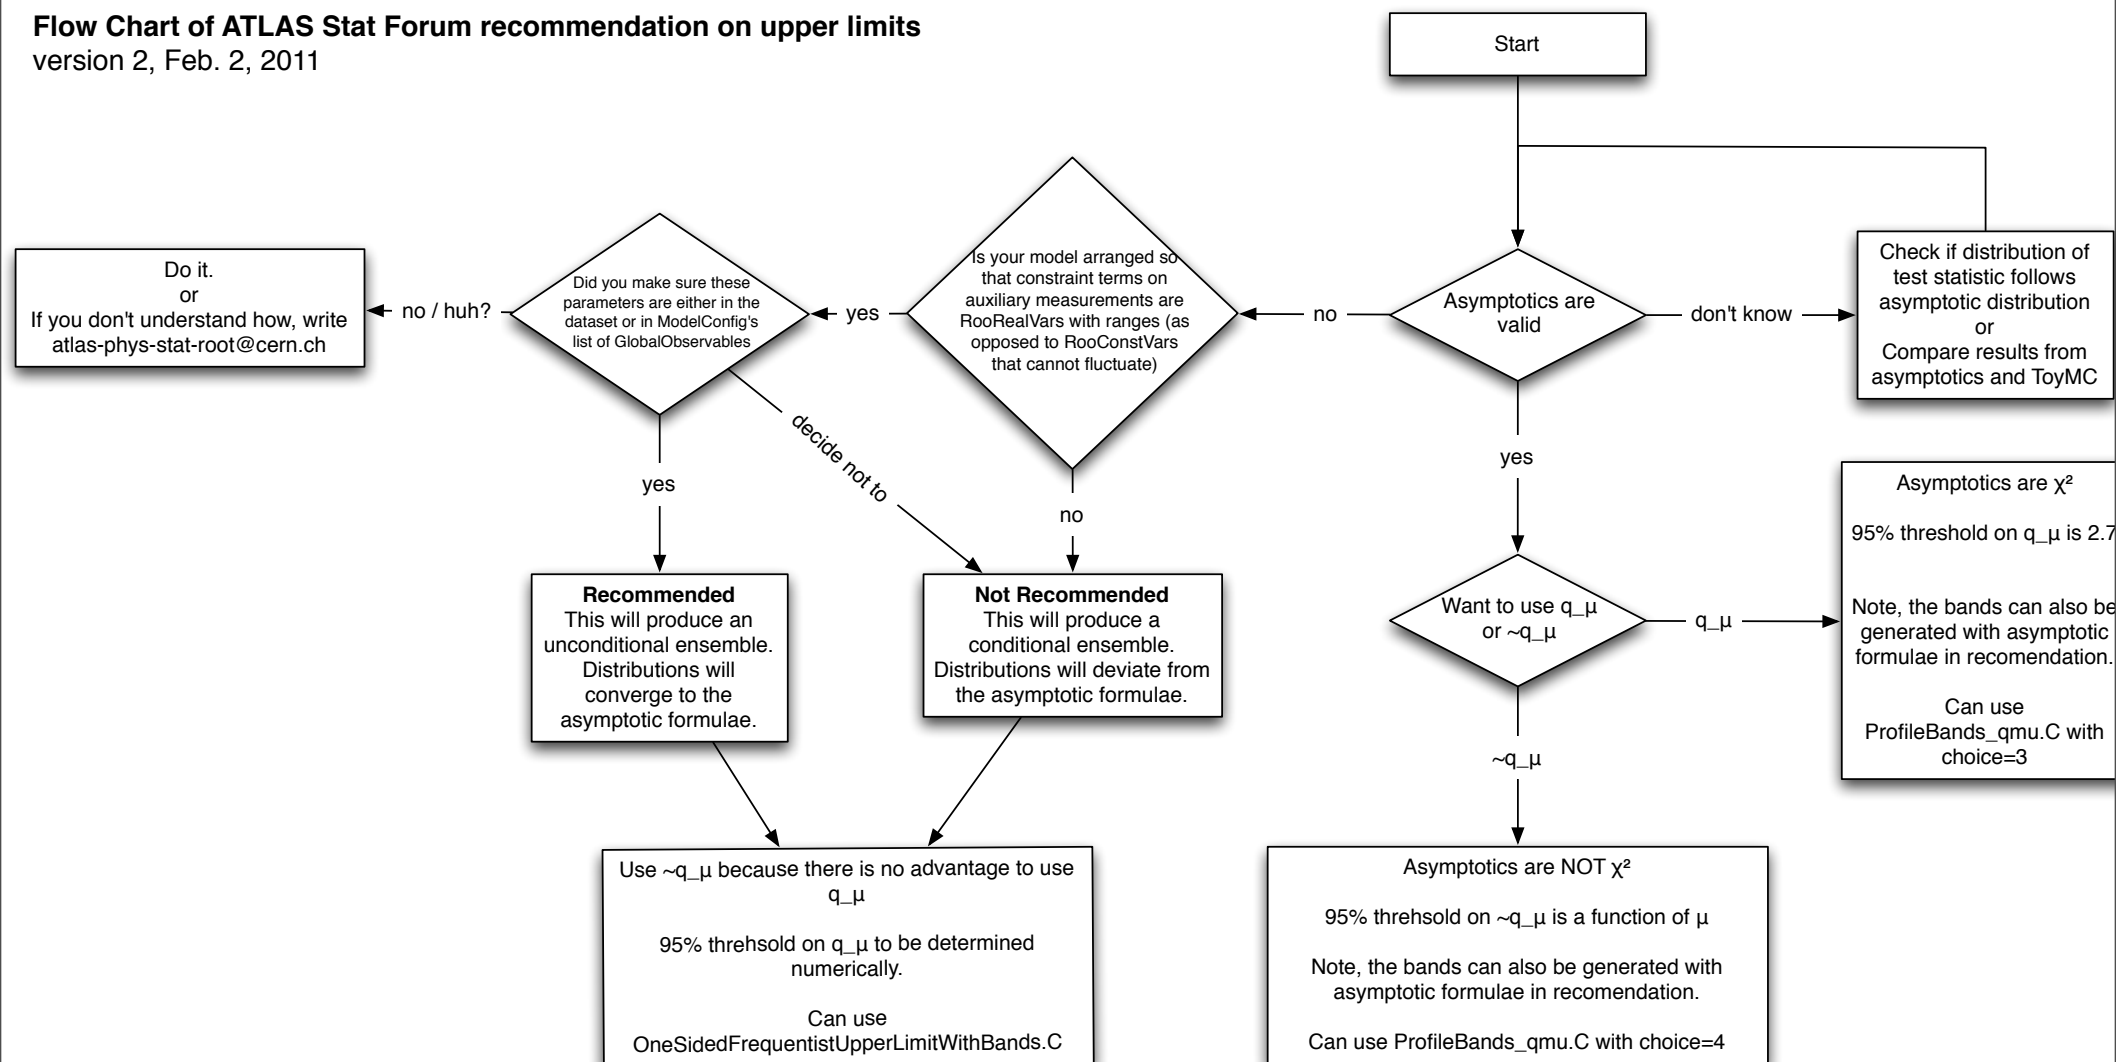 Flow Chart of ATLAS Stat Forum recommendation on upper limits
version 2, Feb. 2, 2011
Start
Asymptotics are
valid
don't know
Check if distribution of
test statistic follows
asymptotic distribution
or
Compare results from
asymptotics and ToyMC
no
Is your model arranged so
that constraint terms on
auxiliary measurements are
RooRealVars with ranges (as
opposed to RooConstVars
that cannot fluctuate)
yes
Did you make sure these
parameters are either in the
dataset or in ModelConfig's
list of GlobalObservables
no / huh?
Do it.
or
If you don't understand how, write
atlas-phys-stat-root@cern.ch
yes
decide not to
no
yes
Recommended
This will produce an
unconditional ensemble.
Distributions will
converge to the
asymptotic formulae.
Not Recommended
This will produce a
conditional ensemble.
Distributions will deviate from
the asymptotic formulae.
Want to use q_μ
or ~q_μ
q_μ
Asymptotics are χ²
95% threshold on q_μ is 2.7
Note, the bands can also be
generated with asymptotic
formulae in recomendation.
Can use
ProfileBands_qmu.C with
choice=3
~q_μ
Use ~q_μ because there is no advantage to use
q_μ
95% threhsold on q_μ to be determined
numerically.
Can use
OneSidedFrequentistUpperLimitWithBands.C
Asymptotics are NOT χ²
95% threhsold on ~q_μ is a function of μ
Note, the bands can also be generated with
asymptotic formulae in recomendation.
Can use ProfileBands_qmu.C with choice=4